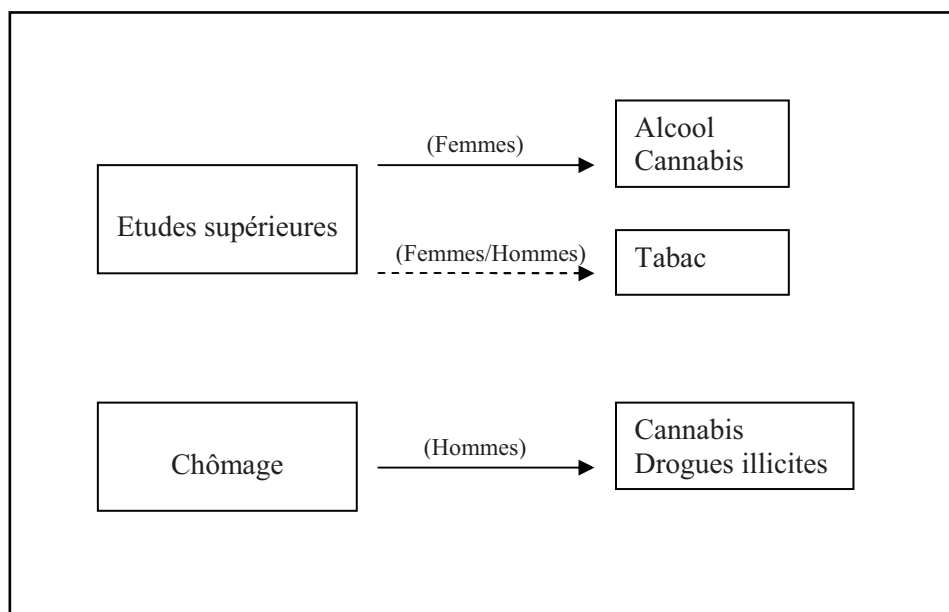 (Femmes)
Alcool
Cannabis
Etudes supérieures
(Femmes/Hommes)
Tabac
Chômage
(Hommes)
Cannabis
Drogues illicites